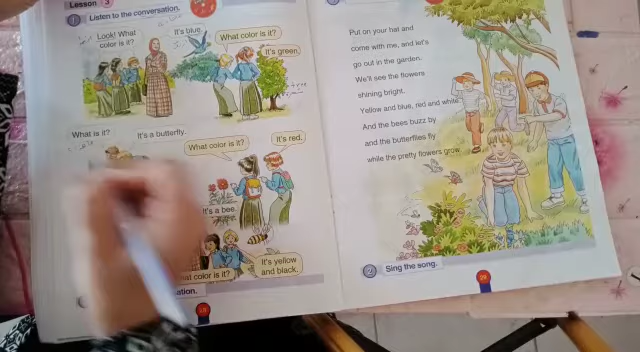 Lesson 3
Listen to the conversation.
Look! What
color is it?
It's blue
What color is it?
It's green.
What is it?
It's a butterfly.
What color is it?
It's red.
It's a bee.
color is it?
It's yellow
and black.
Put on your hat and
come with me, and let's
go out in the garden.
We'll see the flowers
shining bright.
Yellow and blue, red and white.
And the bees buzz by
and the butterflies fly
while the pretty flowers grow.
Sing the song.